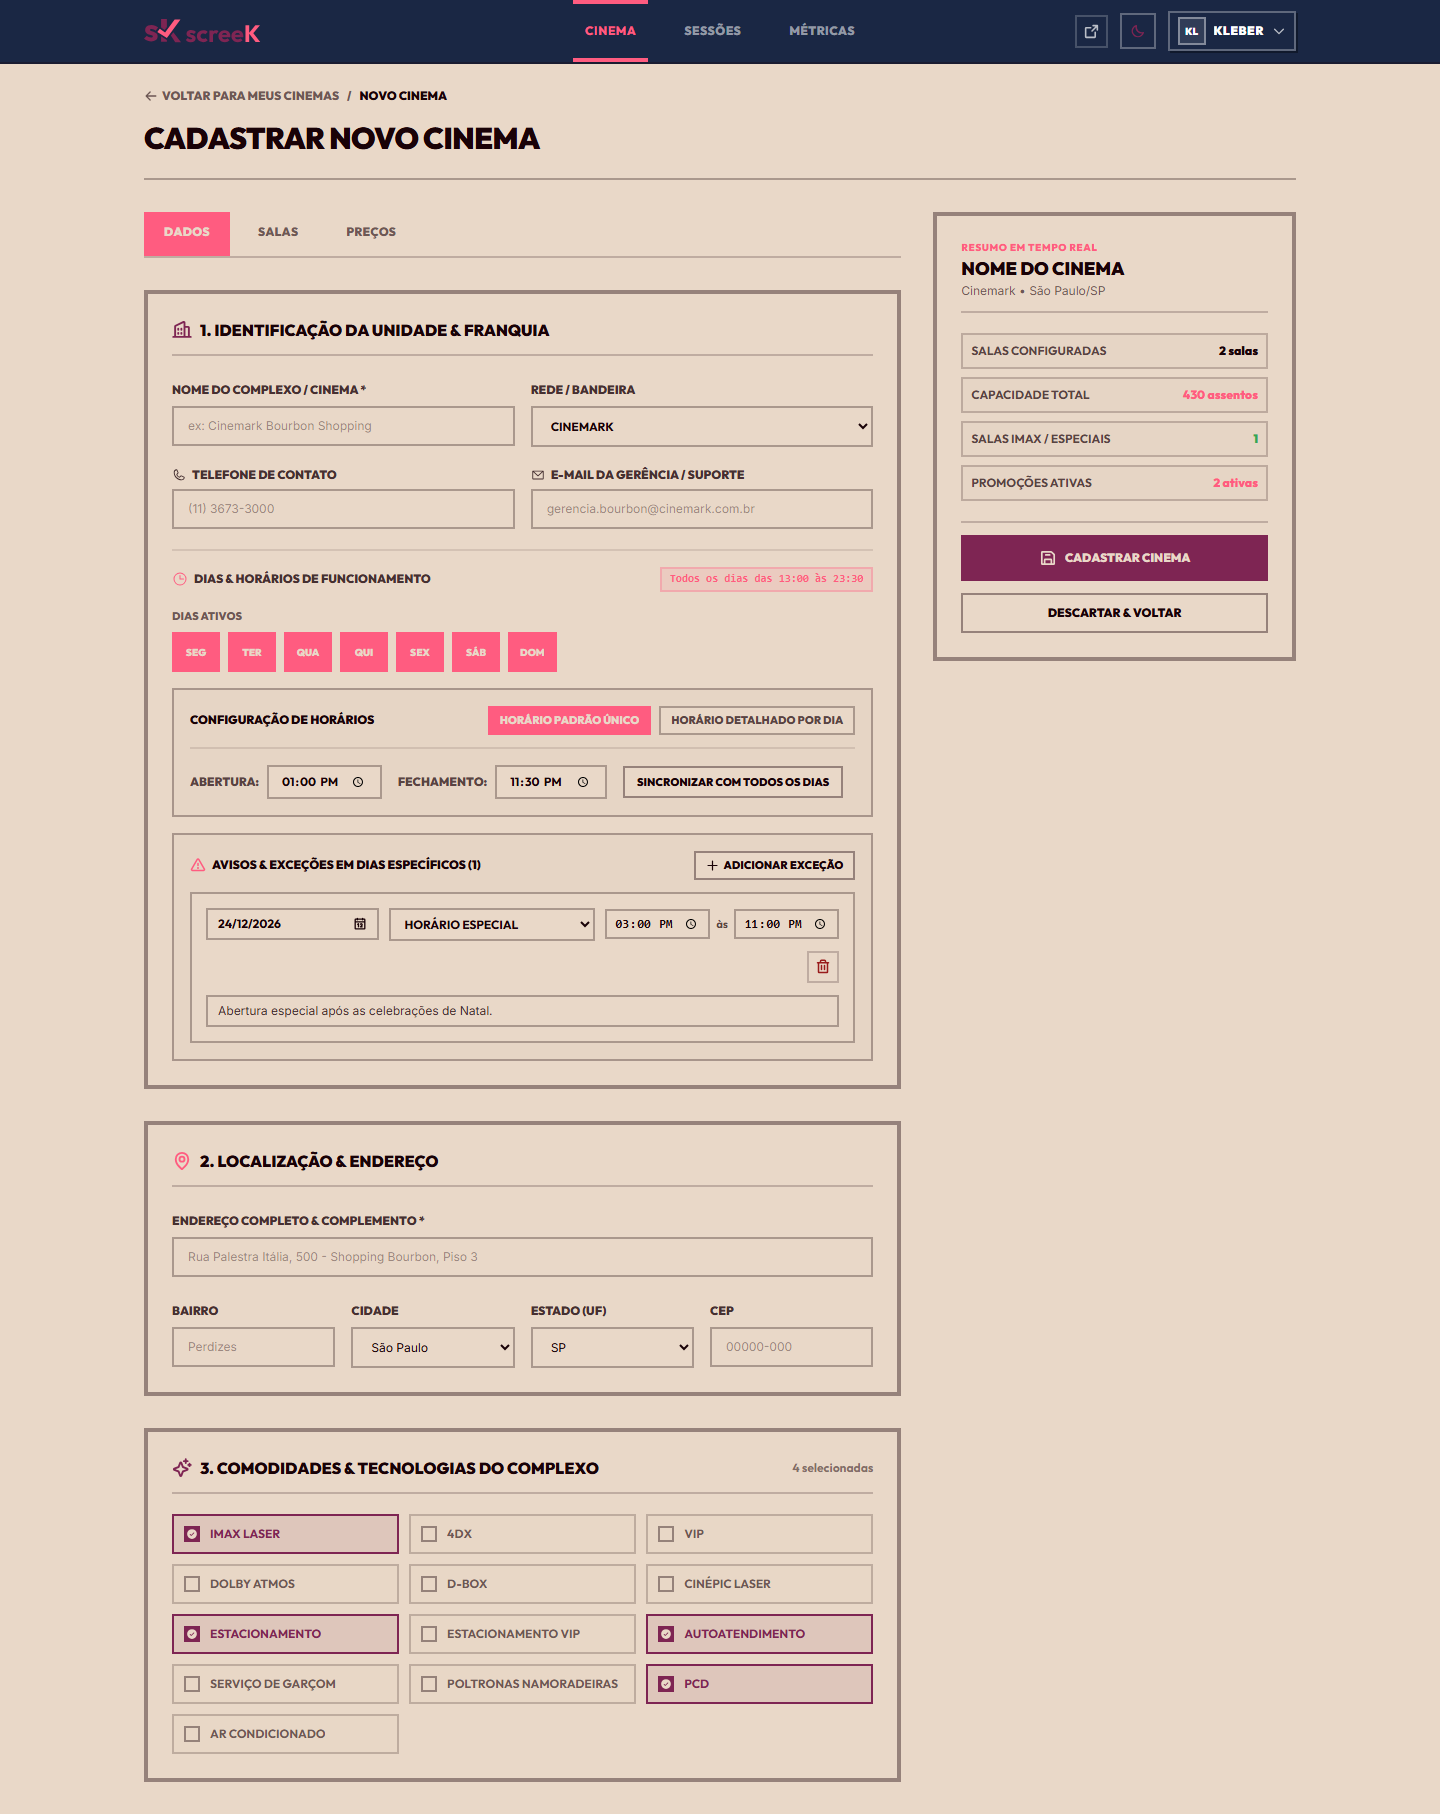 SK screeK
CINEMA
SESSÕES
MÉTRICAS
KL KLEBER
VOLTAR PARA MEUS CINEMAS / NOVO CINEMA
CADASTRAR NOVO CINEMA
DADOS
SALAS
PREÇOS
1. IDENTIFICAÇÃO DA UNIDADE & FRANQUIA
NOME DO COMPLEXO / CINEMA *
REDE / BANDEIRA
ex: Cinemark Bourbon Shopping
CINEMARK
TELEFONE DE CONTATO
E-MAIL DA GERÊNCIA / SUPORTE
(11) 3673-3000
gerencia.bourbon@cinemark.com.br
DIAS & HORÁRIOS DE FUNCIONAMENTO
Todos os dias das 13:00 às 23:30
DIAS ATIVOS
SEG
TER
QUA
QUI
SEX
SÁB
DOM
CONFIGURAÇÃO DE HORÁRIOS
HORÁRIO PADRÃO ÚNICO
HORÁRIO DETALHADO POR DIA
ABERTURA:
01:00 PM
FECHAMENTO:
11:30 PM
SINCRONIZAR COM TODOS OS DIAS
AVISOS & EXCEÇÕES EM DIAS ESPECÍFICOS (1)
ADICIONAR EXCEÇÃO
24/12/2026
HORÁRIO ESPECIAL
03:00 PM
às
11:00 PM
Abertura especial após as celebrações de Natal.
2. LOCALIZAÇÃO & ENDEREÇO
ENDEREÇO COMPLETO & COMPLEMENTO *
Rua Palestra Itália, 500 - Shopping Bourbon, Piso 3
BAIRRO
CIDADE
ESTADO (UF)
CEP
Perdizes
São Paulo
SP
00000-000
3. COMODIDADES & TECNOLOGIAS DO COMPLEXO
4 selecionadas
IMAX LASER
4DX
VIP
DOLBY ATMOS
D-BOX
CINÉPIC LASER
ESTACIONAMENTO
ESTACIONAMENTO VIP
AUTOATENDIMENTO
SERVIÇO DE GARÇOM
POLTRONAS NAMORADEIRAS
PCD
AR CONDICIONADO
RESUMO EM TEMPO REAL
NOME DO CINEMA
Cinemark • São Paulo/SP
SALAS CONFIGURADAS
2 salas
CAPACIDADE TOTAL
430 assentos
SALAS IMAX / ESPECIAIS
1
PROMOÇÕES ATIVAS
2 ativas
CADASTRAR CINEMA
DESCARTAR & VOLTAR